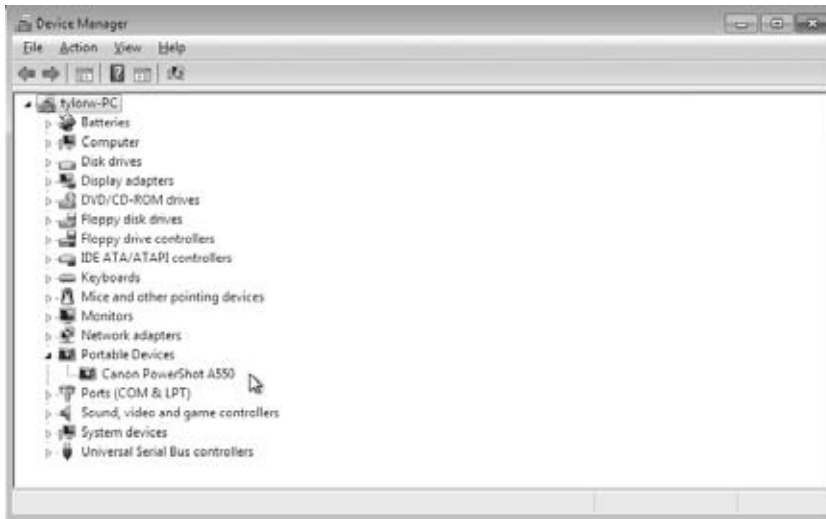 Device Manager
File Action View Help
tylorw-PC
Batteries
Computer
Disk drives
Display adapters
DVD/CD-ROM drives
Floppy disk drives
Floppy drive controllers
IDE ATA/ATAPI controllers
Keyboards
Mice and other pointing devices
Monitors
Network adapters
Portable Devices
Canon PowerShot A550
Ports (COM & LPT)
Sound, video and game controllers
System devices
Universal Serial Bus controllers